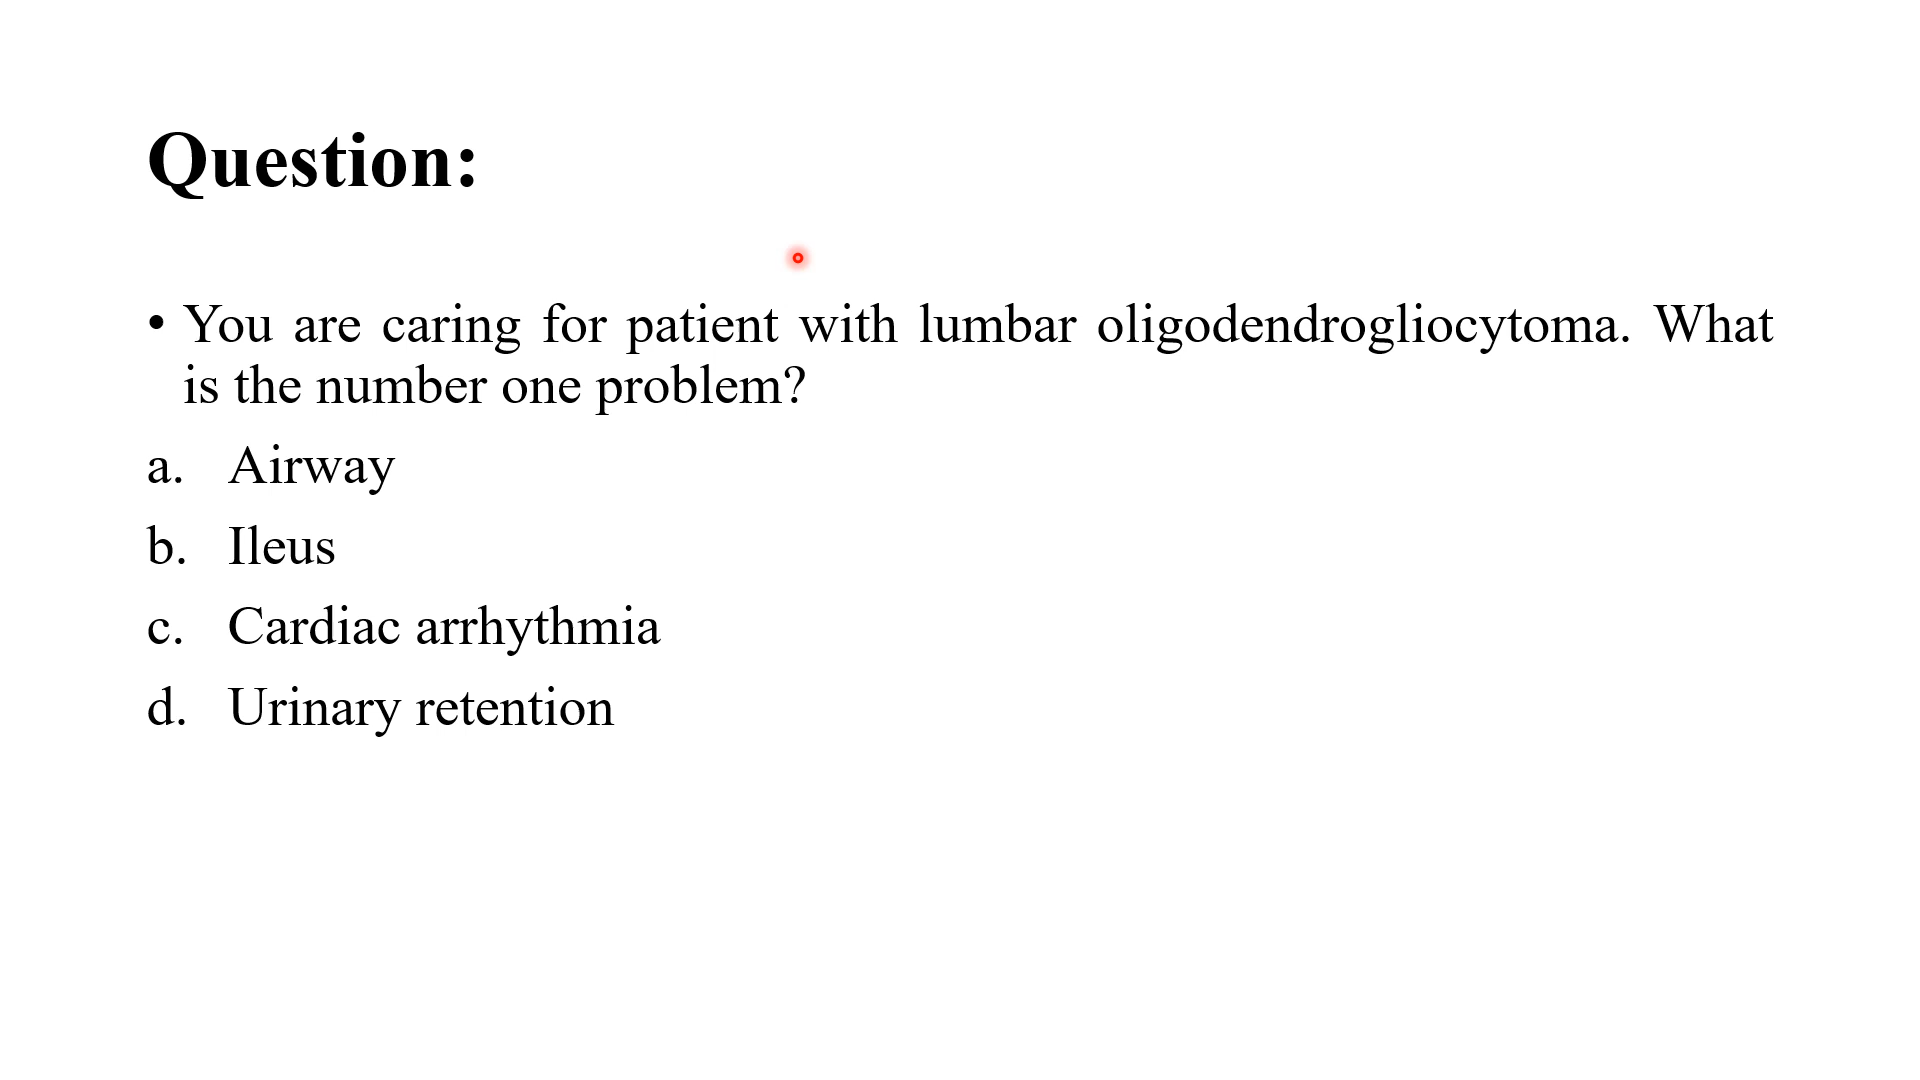 Question:
• You are caring for patient with lumbar oligodendrogliocytoma. What
is the number one problem?
a. Airway
b. Ileus
c. Cardiac arrhythmia
d. Urinary retention